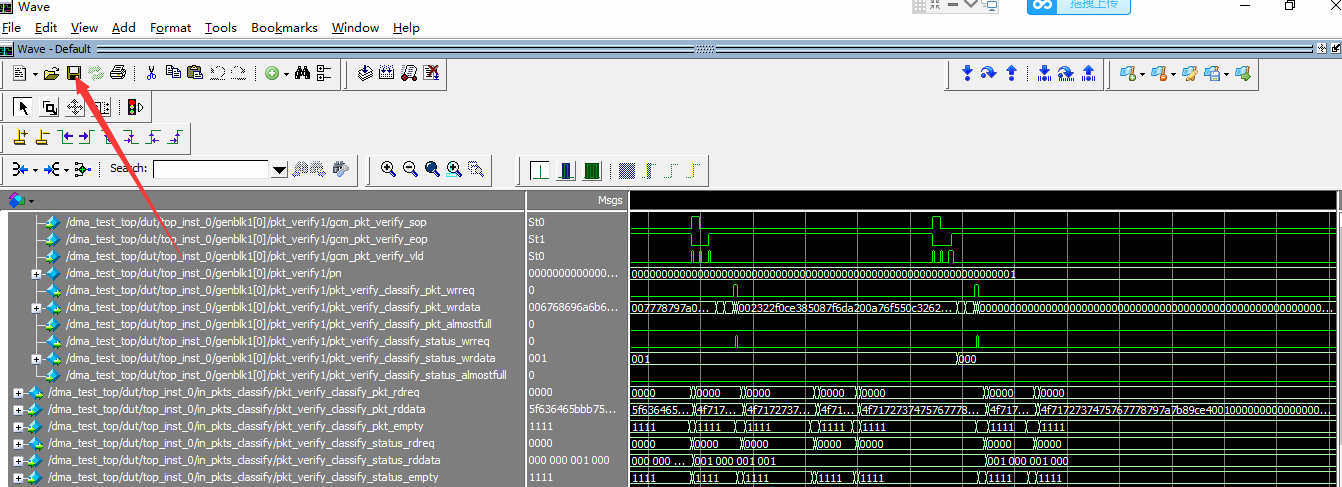 Wave
拖拽上传
File Edit View Add Format Tools Bookmarks Window Help
Wave - Default
Search:
Msgs
/dma_test_top/dut/top_inst_0/genblk1[0]/pkt_verify1/gcm_pkt_verify_sop St0
/dma_test_top/dut/top_inst_0/genblk1[0]/pkt_verify1/gcm_pkt_verify_eop St1
/dma_test_top/dut/top_inst_0/genblk1[0]/pkt_verify1/gcm_pkt_verify_vld St0
/dma_test_top/dut/top_inst_0/genblk1[0]/pkt_verify1/pn 0000000000000...
/dma_test_top/dut/top_inst_0/genblk1[0]/pkt_verify1/pkt_verify_classify_pkt_wrreq 0
/dma_test_top/dut/top_inst_0/genblk1[0]/pkt_verify1/pkt_verify_classify_pkt_wrdata 006768696a6b6... 007778797a0... 002322f0ce385087f6da200a76f550c3262...
/dma_test_top/dut/top_inst_0/genblk1[0]/pkt_verify1/pkt_verify_classify_pkt_almostfull 0
/dma_test_top/dut/top_inst_0/genblk1[0]/pkt_verify1/pkt_verify_classify_status_wrreq 0
/dma_test_top/dut/top_inst_0/genblk1[0]/pkt_verify1/pkt_verify_classify_status_wrdata 001 001 000
/dma_test_top/dut/top_inst_0/genblk1[0]/pkt_verify1/pkt_verify_classify_status_almostfull 0
/dma_test_top/dut/top_inst_0/in_pkts_classify/pkt_verify_classify_pkt_rdreq 0000 0000 0000 0000 0000 0000 0000 0000
/dma_test_top/dut/top_inst_0/in_pkts_classify/pkt_verify_classify_pkt_rddata 5f636465bbb75... 5f636465... 4f717... 4f7172737... 4f71... 4f7172737475767778... 4f717... 
/dma_test_top/dut/top_inst_0/in_pkts_classify/pkt_verify_classify_pkt_empty 1111 1111 1111 1111 1111 1111 1111 1111
/dma_test_top/dut/top_inst_0/in_pkts_classify/pkt_verify_classify_status_rdreq 0000 0000 0000 0000 0000 0000 0000 0000
/dma_test_top/dut/top_inst_0/in_pkts_classify/pkt_verify_classify_status_rddata 000 000 001 000 000 000 ... 001 000 001 001 001 000 001 000
/dma_test_top/dut/top_inst_0/in_pkts_classify/pkt_verify_classify_status_empty 1111 1111 1111 1111 1111 1111 1111 1111